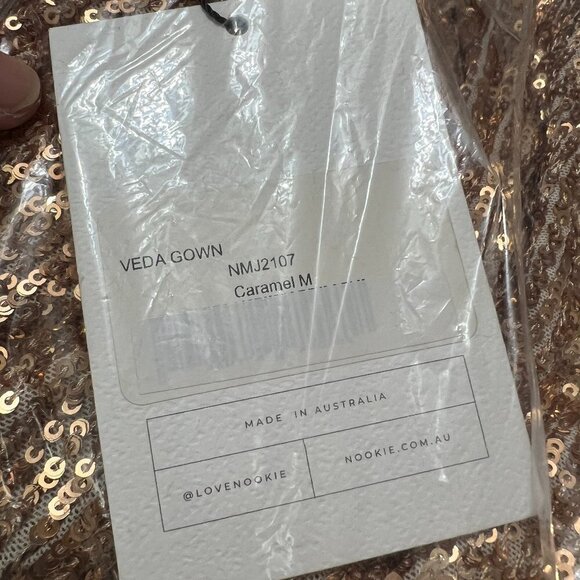 VEDA GOWN
NMJ2107
Caramel M
MADE IN AUSTRALIA
@LOVENOOKIE
NOOKIE.COM.AU